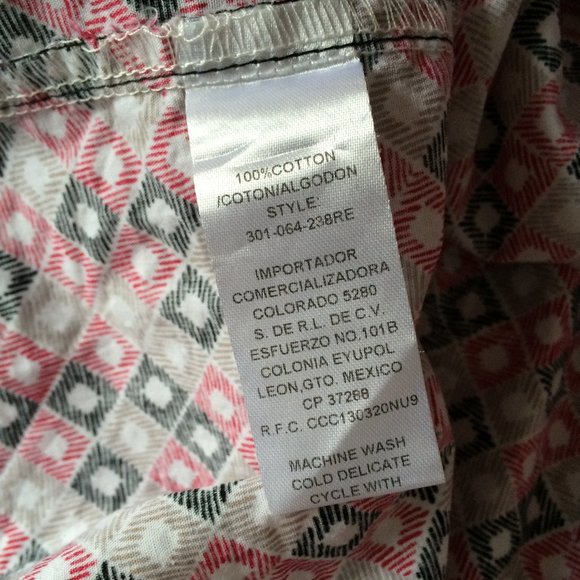 100%COTTON
/COTON/ALGODON
STYLE:
301-064-238RE
IMPORTADOR
COMERCIALIZADORA
COLORADO 5280
S. DE R.L. DE C.V.
ESFUERZO NO.101B
COLONIA EYUPOL
LEON,GTO. MEXICO
CP 37288
R.F.C. CCC130320NU9
MACHINE WASH
COLD DELICATE
CYCLE WITH